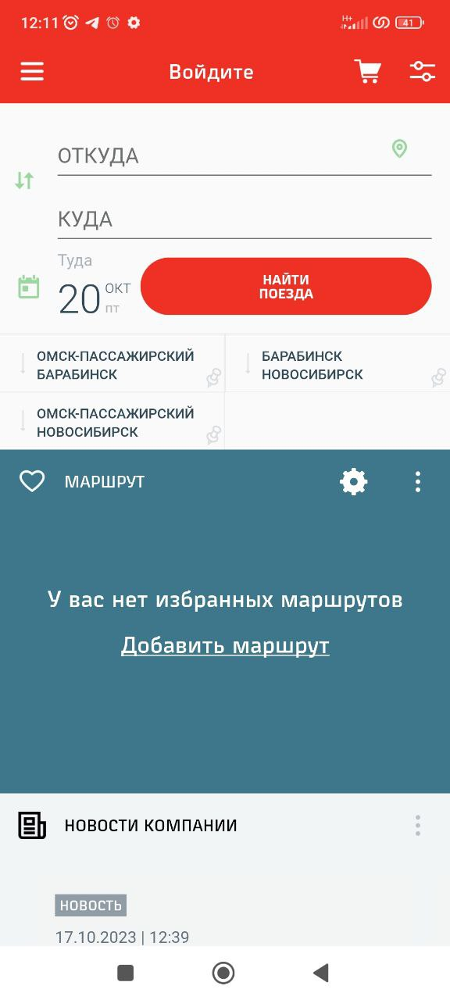 12:11
H+
41
Войдите
ОТКУДА
КУДА
Туда
20 ОКТ
ПТ
НАЙТИ
ПОЕЗДА
ОМСК-ПАССАЖИРСКИЙ
БАРАБИНСК
БАРАБИНСК
НОВОСИБИРСК
ОМСК-ПАССАЖИРСКИЙ
НОВОСИБИРСК
МАРШРУТ
У вас нет избранных маршрутов
Добавить маршрут
НОВОСТИ КОМПАНИИ
НОВОСТЬ
17.10.2023 | 12:39